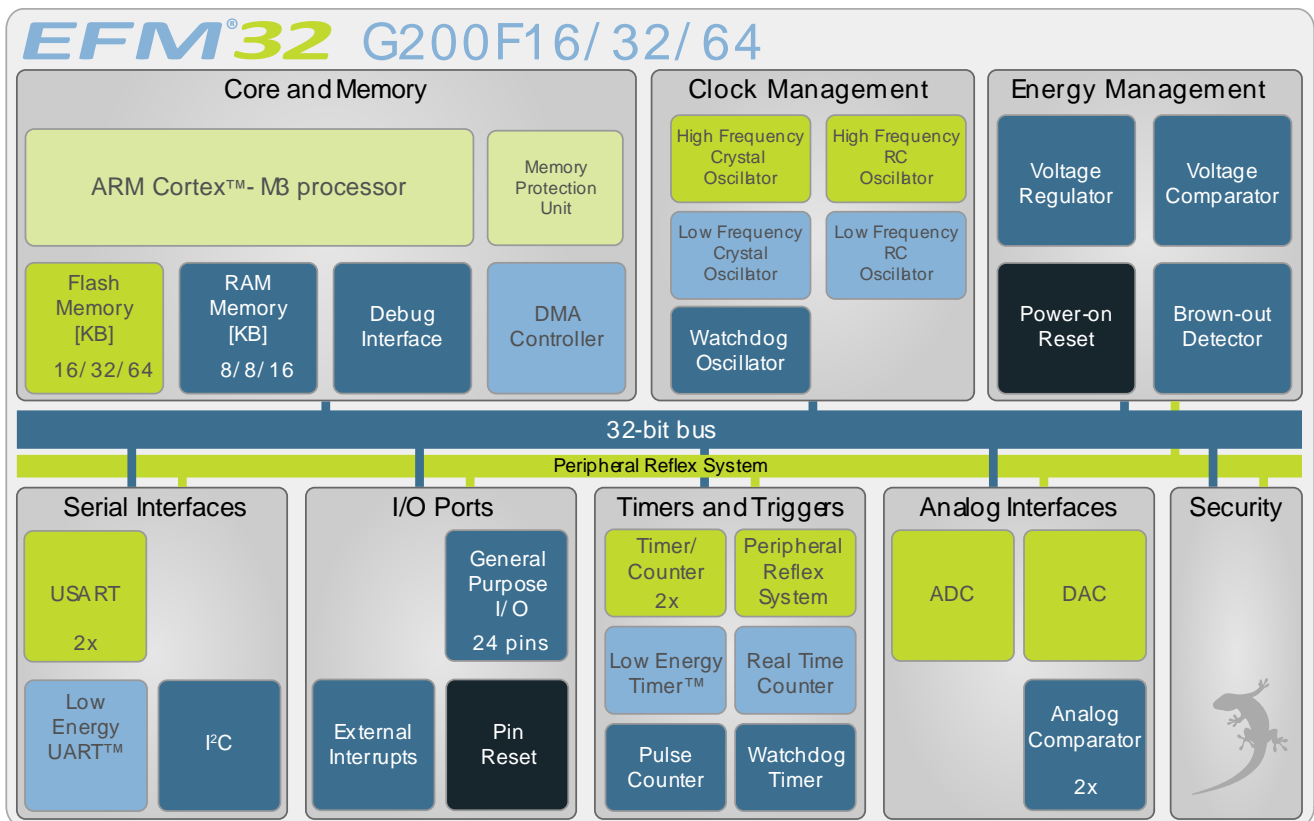 EFM®32 G200F16/32/64
Core and Memory
ARM Cortex™- M3 processor
Memory
Protection
Unit
Flash
Memory
[KB]
16/32/64
RAM
Memory
[KB]
8/8/16
Debug
Interface
DMA
Controller
Clock Management
High Frequency
Crystal
Oscillator
High Frequency
RC
Oscillator
Low Frequency
Crystal
Oscillator
Low Frequency
RC
Oscillator
Watchdog
Oscillator
Energy Management
Voltage
Regulator
Voltage
Comparator
Power-on
Reset
Brown-out
Detector
32-bit bus
Peripheral Reflex System
Serial Interfaces
USART
2x
Low
Energy
UART™
I²C
I/O Ports
General
Purpose
I/O
24 pins
External
Interrupts
Pin
Reset
Timers and Triggers
Timer/
Counter
2x
Peripheral
Reflex
System
Low Energy
Timer™
Real Time
Counter
Pulse
Counter
Watchdog
Timer
Analog Interfaces
ADC
DAC
Analog
Comparator
2x
Security